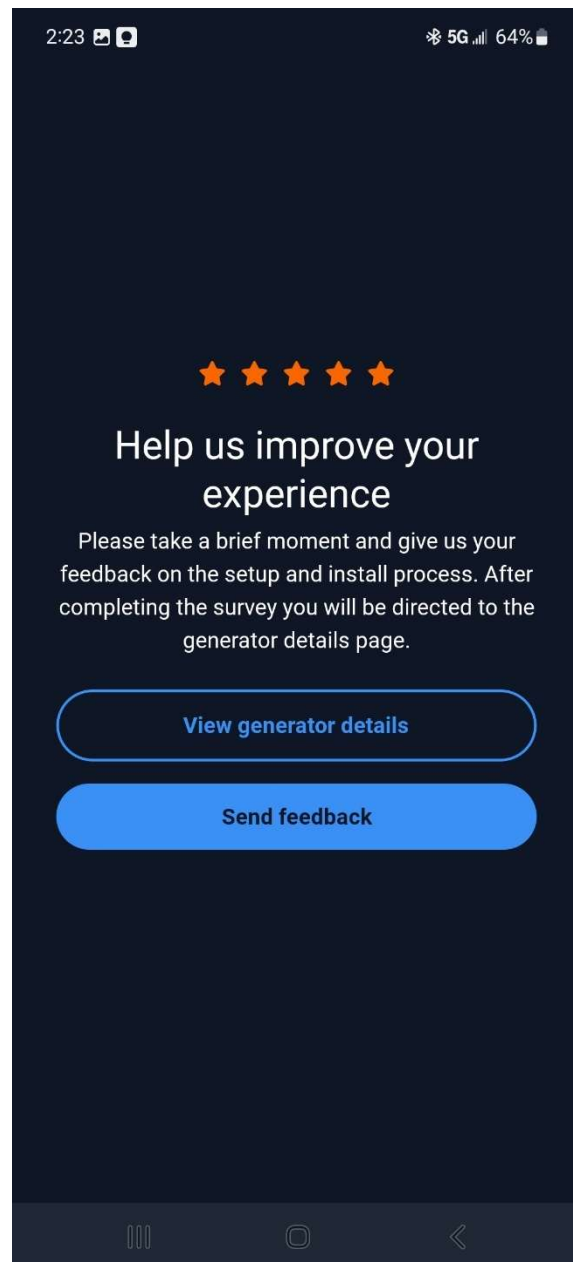 2:23 5G 64%
Help us improve your
experience
Please take a brief moment and give us your
feedback on the setup and install process. After
completing the survey you will be directed to the
generator details page.
View generator details
Send feedback